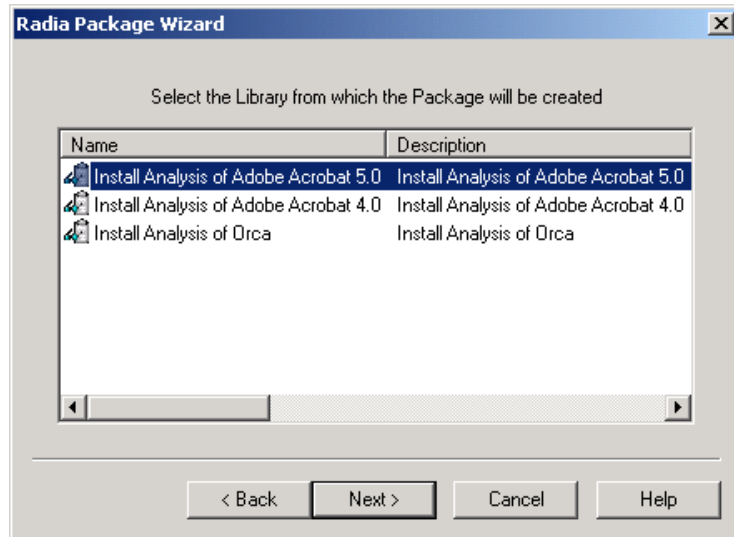 Radia Package Wizard
Select the Library from which the Package will be created
Name Description
Install Analysis of Adobe Acrobat 5.0 Install Analysis of Adobe Acrobat 5.0
Install Analysis of Adobe Acrobat 4.0 Install Analysis of Adobe Acrobat 4.0
Install Analysis of Orca Install Analysis of Orca
< Back Next > Cancel Help